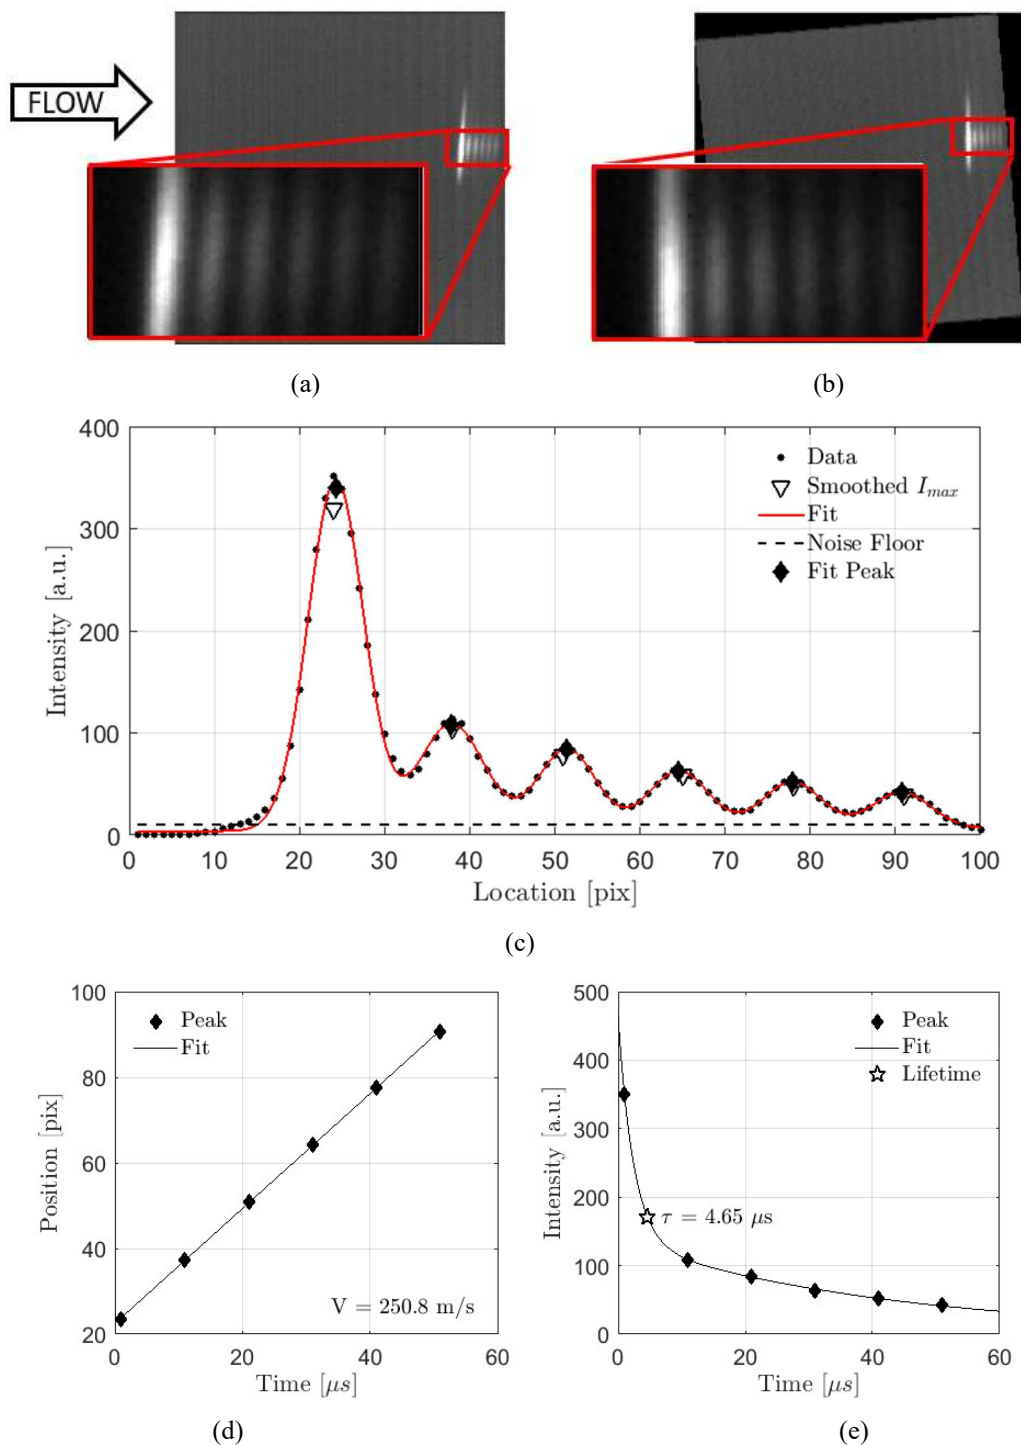 FLOW
(a)
(b)
400
300
200
100
0
Intensity [a.u.]
Data
Smoothed I_max
Fit
Noise Floor
Fit Peak
0 10 20 30 40 50 60 70 80 90 100
Location [pix]
(c)
100
80
60
40
20
Position [pix]
Peak
Fit
V = 250.8 m/s
0 20 40 60
Time [μs]
(d)
500
400
300
200
100
0
Intensity [a.u.]
Peak
Fit
Lifetime
τ = 4.65 μs
0 20 40 60
Time [μs]
(e)